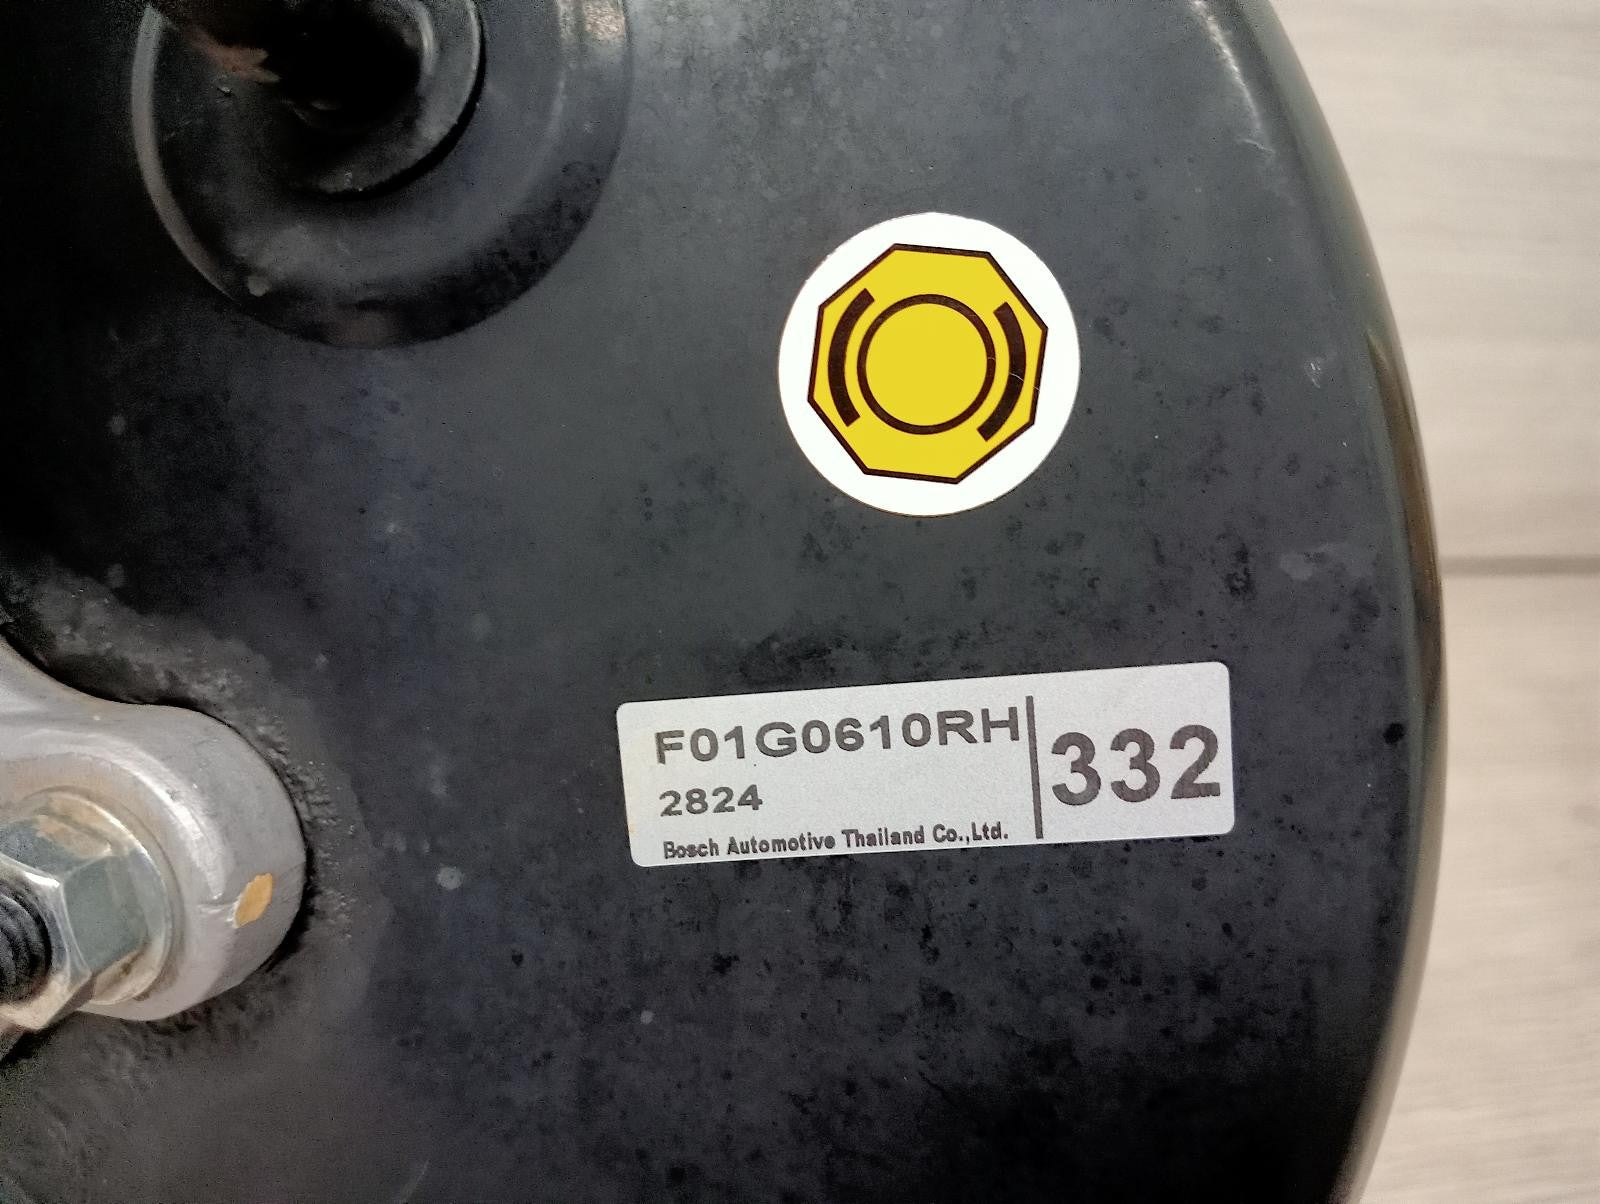 F01G0610RH
332
2824
Bosch Automotive Thailand Co.,Ltd.